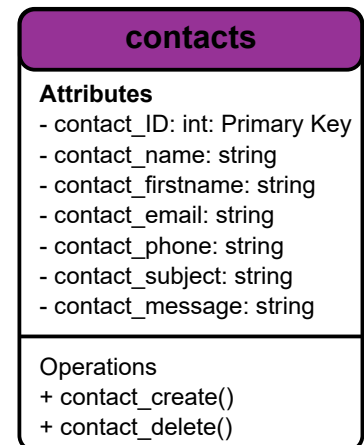 contacts
Attributes
- contact_ID: int: Primary Key
- contact_name: string
- contact_firstname: string
- contact_email: string
- contact_phone: string
- contact_subject: string
- contact_message: string
Operations
+ contact_create()
+ contact_delete()